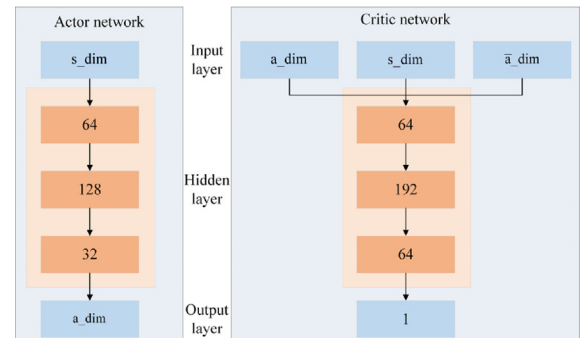 Actor network
Critic network
s_dim
Input
layer
a_dim
s_dim
a̅_dim
64
64
128
Hidden
layer
192
32
64
a_dim
Output
layer
1